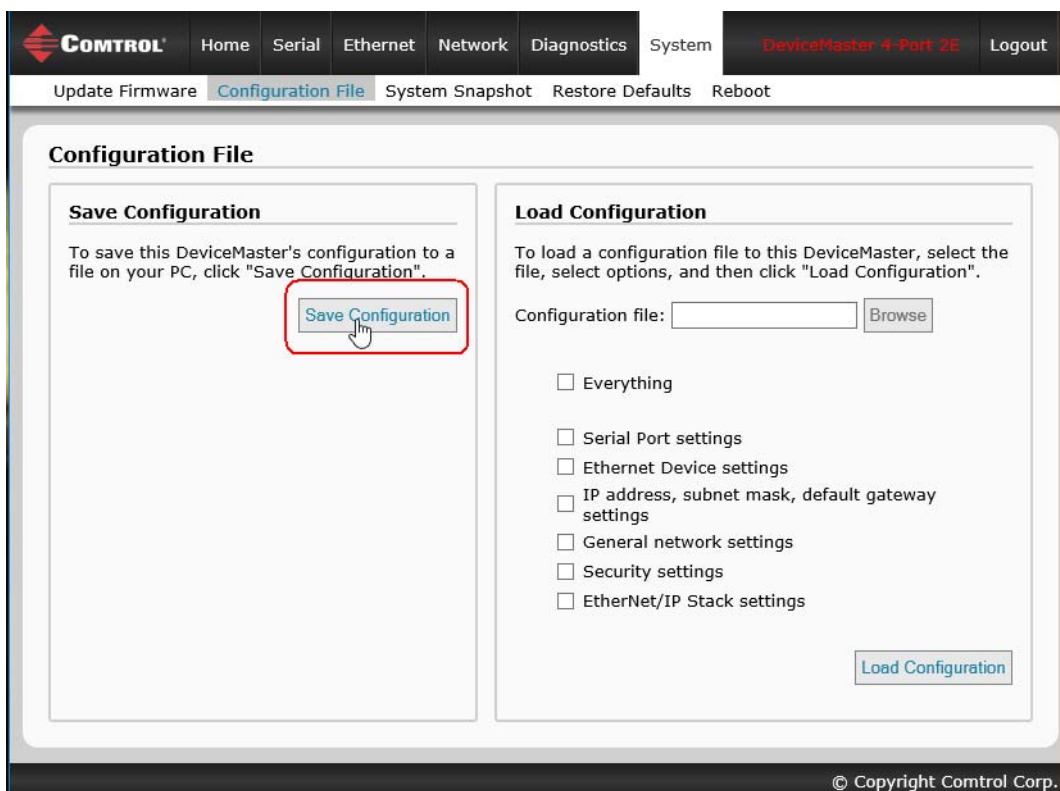 COMTROL Home Serial Ethernet Network Diagnostics System DeviceMaster 4-Port 2E Logout
Update Firmware Configuration File System Snapshot Restore Defaults Reboot
Configuration File
Save Configuration
To save this DeviceMaster's configuration to a
file on your PC, click "Save Configuration".
Save Configuration
Load Configuration
To load a configuration file to this DeviceMaster, select the
file, select options, and then click "Load Configuration".
Configuration file: Browse
Everything
Serial Port settings
Ethernet Device settings
IP address, subnet mask, default gateway
settings
General network settings
Security settings
EtherNet/IP Stack settings
Load Configuration
© Copyright Comtrol Corp.